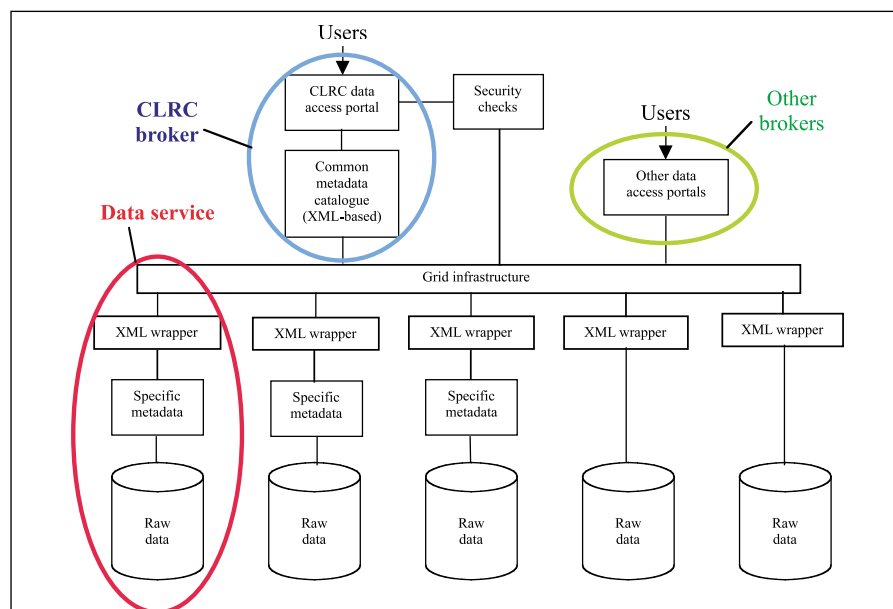 Users
CLRC data
access portal
Security
checks
CLRC
broker
Common
metadata
catalogue
(XML-based)
Users
Other
brokers
Other data
access portals
Data service
Grid infrastructure
XML wrapper
XML wrapper
XML wrapper
XML wrapper
XML wrapper
Specific
metadata
Specific
metadata
Specific
metadata
Raw
data
Raw
data
Raw
data
Raw
data
Raw
data